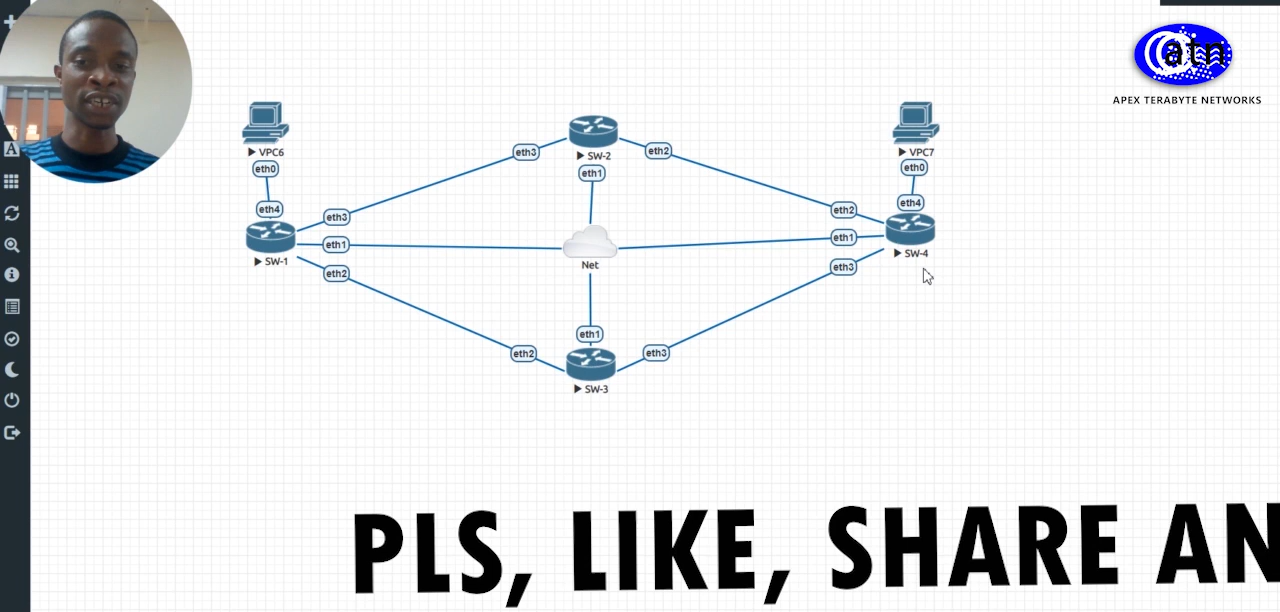 atn
APEX TERABYTE NETWORKS
VPC6
eth0
eth4
SW-1
eth3
eth1
eth2
eth3
SW-2
eth2
eth1
Net
eth1
eth2
SW-3
eth3
VPC7
eth0
eth4
eth2
eth1
eth3
SW-4
A
PLS, LIKE, SHARE AN